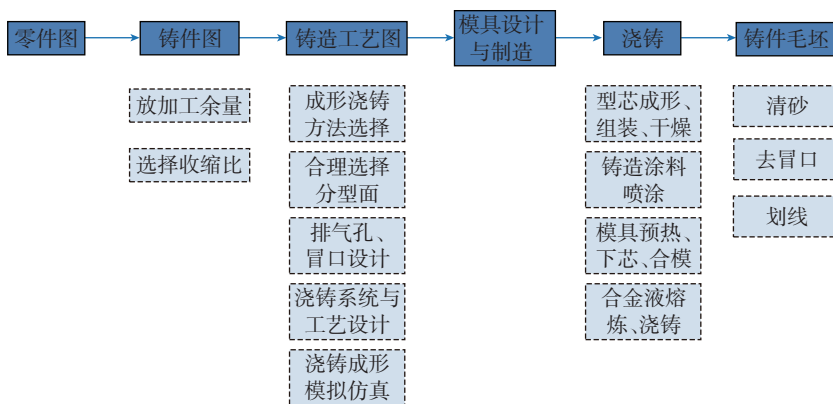 零件图
铸件图
铸造工艺图
模具设计
与制造
浇铸
铸件毛坯
放加工余量
选择收缩比
成形浇铸
方法选择
合理选择
分型面
排气孔、
冒口设计
浇铸系统与
工艺设计
浇铸成形
模拟仿真
型芯成形、
组装、干燥
铸造涂料
喷涂
模具预热、
下芯、合模
合金液熔
炼、浇铸
清砂
去冒口
划线